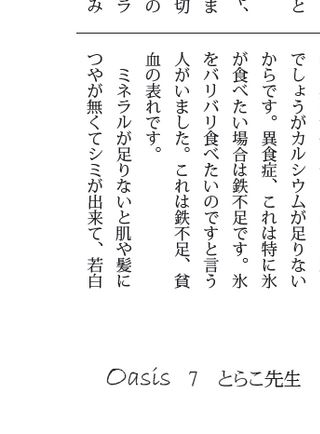 と
、
ま
切
の
ラ
み
でしょうがカルシウムが足りない
からです。異食症、これは特に氷
が食べたい場合は鉄不足です。氷
をバリバリ食べたいのですと言う
人がいました。これは鉄不足、貧
血の表れです。
ミネラルが足りないと肌や髪に
つやが無くてシミが出来て、若白
Oasis 7 とらこ先生